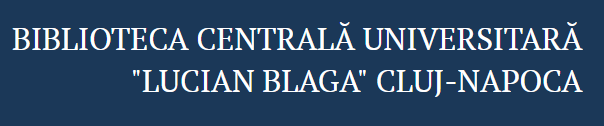 BIBLIOTECA CENTRALĂ UNIVERSITARĂ
"LUCIAN BLAGA" CLUJ-NAPOCA